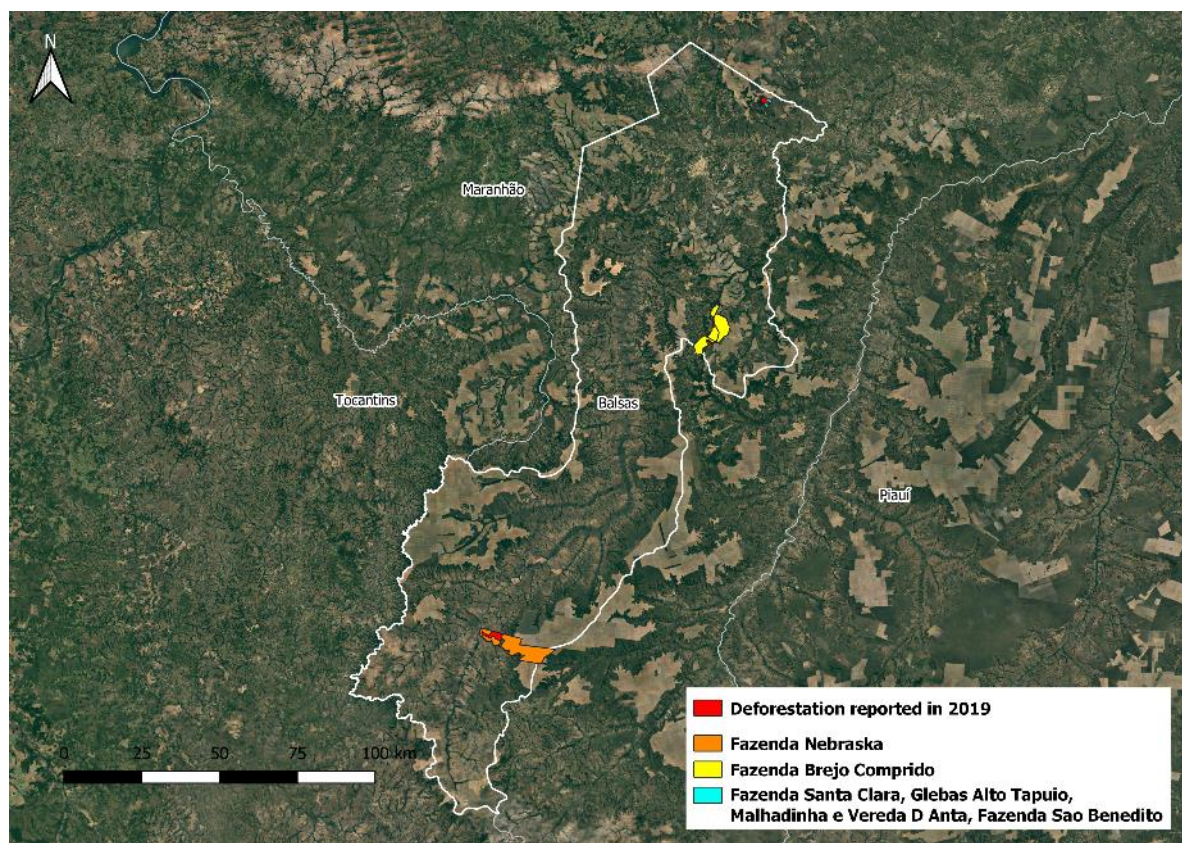 N
Maranhão
Tocantins
Balsas
Piauí
0 25 50 75 100 km
Deforestation reported in 2019
Fazenda Nebraska
Fazenda Brejo Comprido
Fazenda Santa Clara, Glebas Alto Tapuio,
Malhadinha e Vereda D Anta, Fazenda Sao Benedito